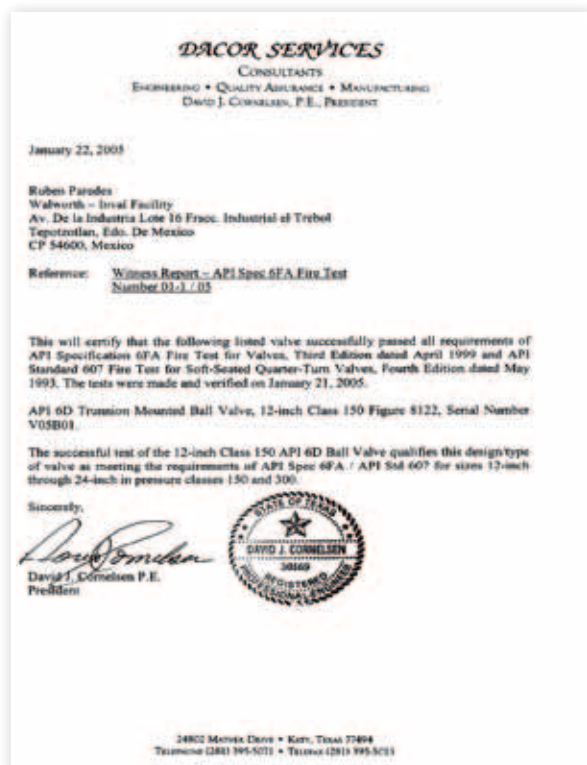 DACOR SERVICES
CONSULTANTS
ENGINEERING • QUALITY ASSURANCE • MANUFACTURING
DAVID J. CORNELSEN, P.E., PRESIDENT
January 22, 2005
Ruben Paredes
Walworth – Inval Facility
Av. De la Industria Lote 16 Fracc. Industrial el Trebol
Tepotzotlan, Edo. De Mexico
CP 54600, Mexico
Reference: Witness Report – API Spec 6FA Fire Test
Number 01-1 / 05
This will certify that the following listed valve successfully passed all requirements of
API Specification 6FA Fire Test for Valves, Third Edition dated April 1999 and API
Standard 607 Fire Test for Soft-Seated Quarter-Turn Valves, Fourth Edition dated May
1993. The tests were made and verified on January 21, 2005.
API 6D Trunnion Mounted Ball Valve, 12-inch Class 150 Figure 8122, Serial Number
V05B01.
The successful test of the 12-inch Class 150 API 6D Ball Valve qualifies this design/type
of valve as meeting the requirements of API Spec 6FA / API Std 607 for sizes 12-inch
through 24-inch in pressure classes 150 and 300.
Sincerely,
David J. Cornelsen P.E.
President
STATE OF TEXAS
DAVID J. CORNELSEN
REGISTERED
PROFESSIONAL ENGINEER
DRIVE • KATY, TEXAS 77494
TELEPHONE (281)